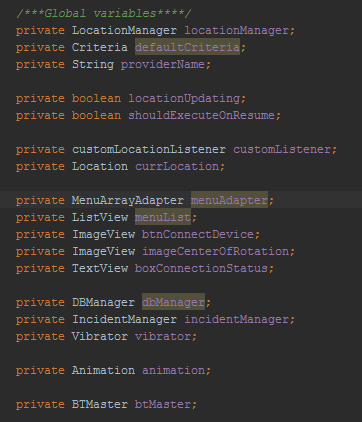 /***Global variables****/
private LocationManager locationManager;
private Criteria defaultCriteria;
private String providerName;
private boolean locationUpdating;
private boolean shouldExecuteOnResume;
private customLocationListener customListener;
private Location currLocation;
private MenuArrayAdapter menuAdapter;
private ListView menuList;
private ImageView btnConnectDevice;
private ImageView imageCenterOfRotation;
private TextView boxConnectionStatus;
private DBManager dbManager;
private IncidentManager incidentManager;
private Vibrator vibrator;
private Animation animation;
private BTMaster btMaster;